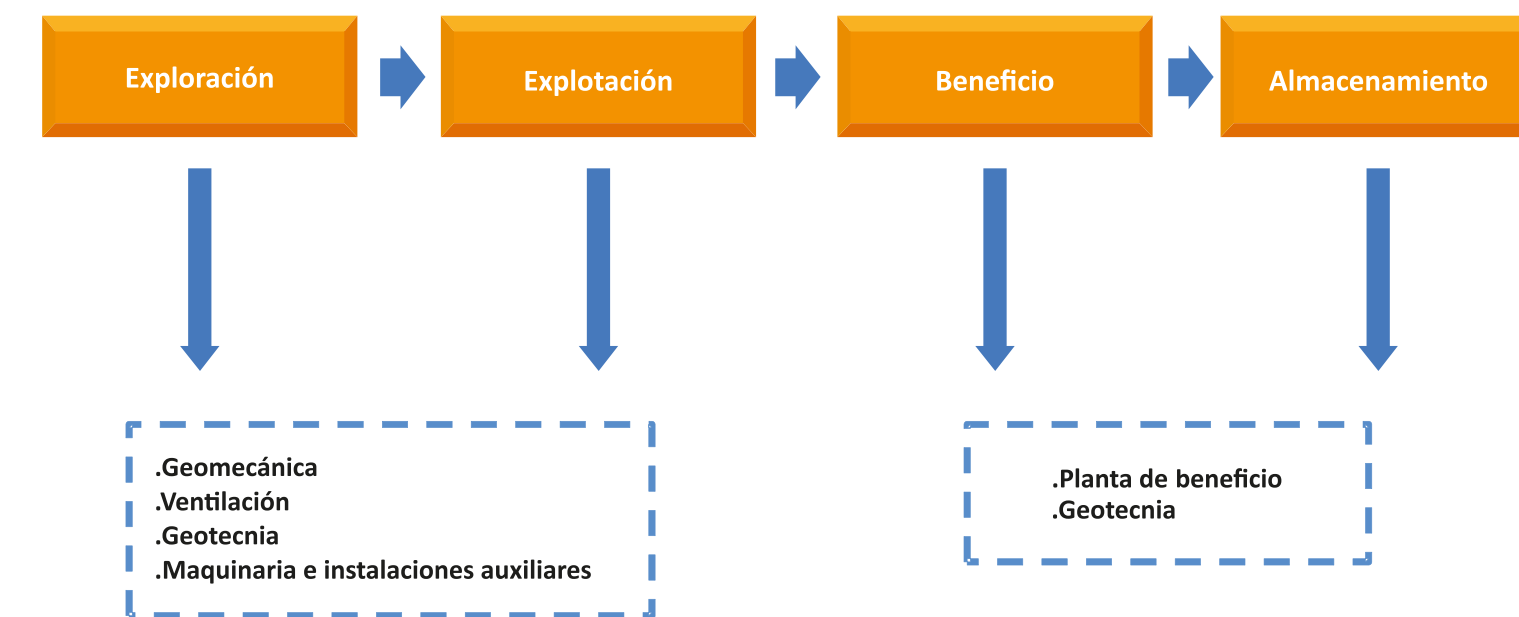 Exploración
Explotación
Beneficio
Almacenamiento
.Geomecánica
.Ventilación
.Geotecnia
.Maquinaria e instalaciones auxiliares
.Planta de beneficio
.Geotecnia